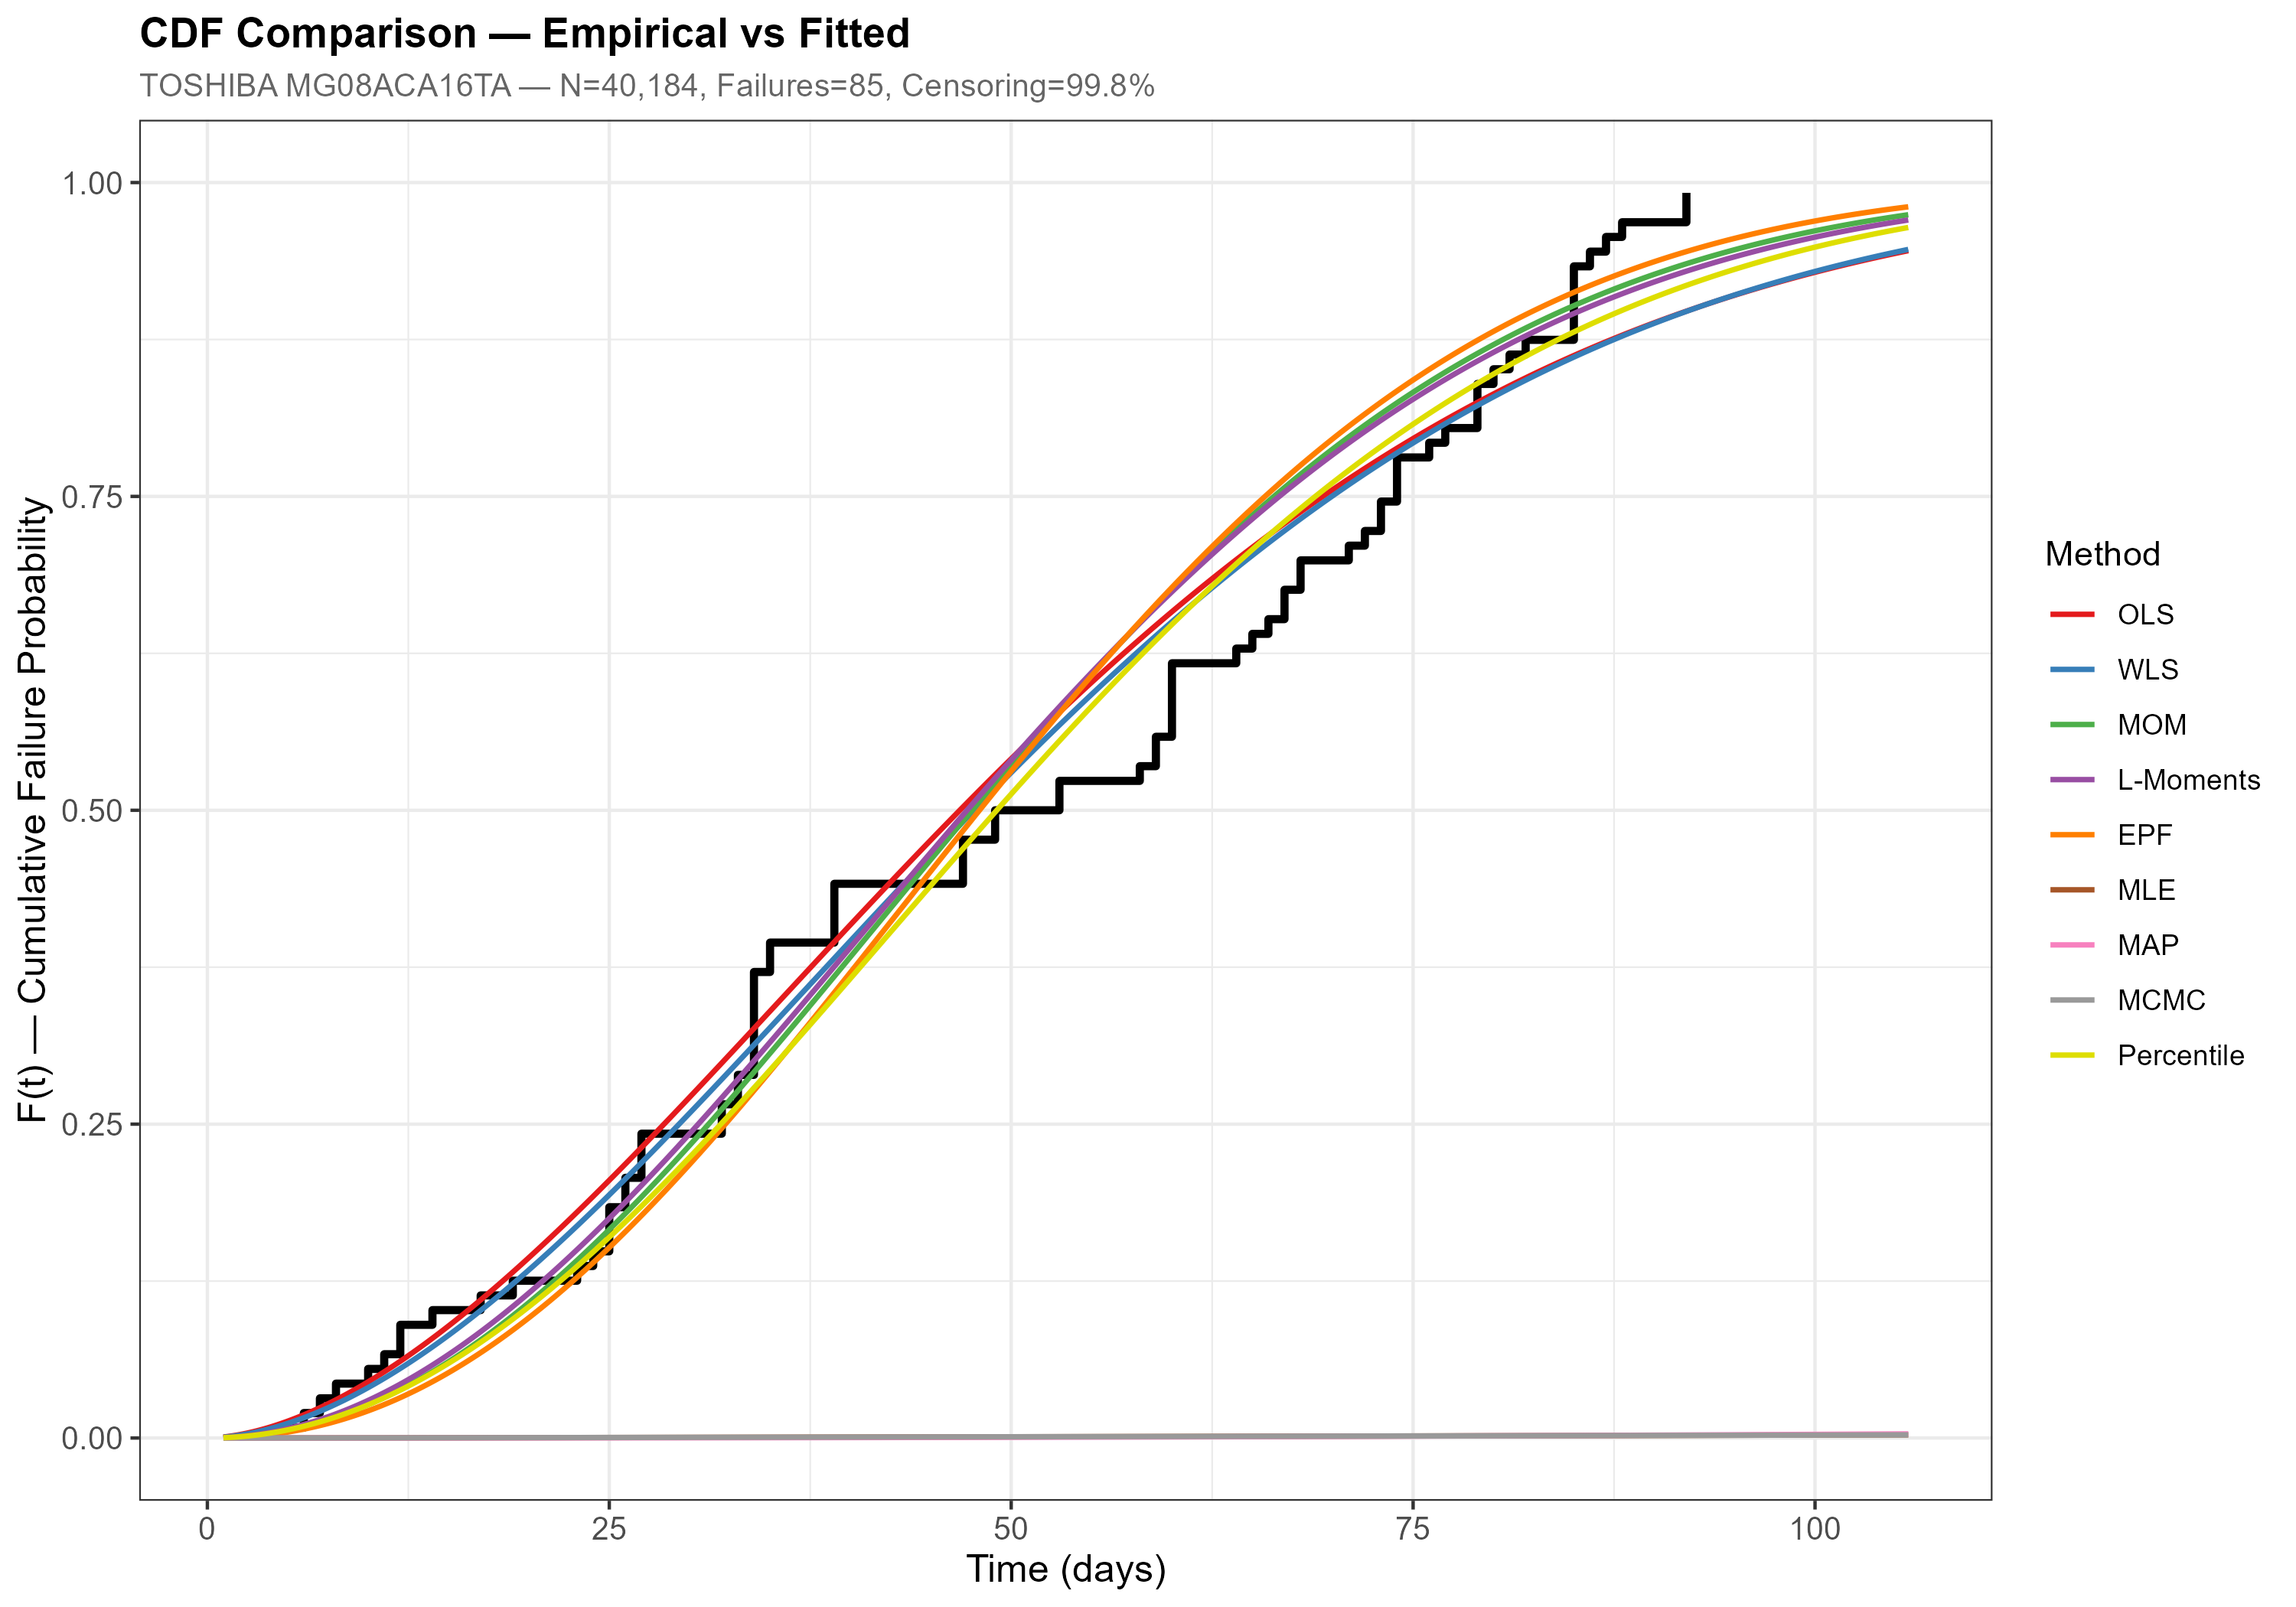 CDF Comparison — Empirical vs Fitted
TOSHIBA MG08ACA16TA — N=40,184, Failures=85, Censoring=99.8%
F(t) — Cumulative Failure Probability
1.00
0.75
0.50
0.25
0.00
0
25
50
75
100
Time (days)
Method
OLS
WLS
MOM
L-Moments
EPF
MLE
MAP
MCMC
Percentile